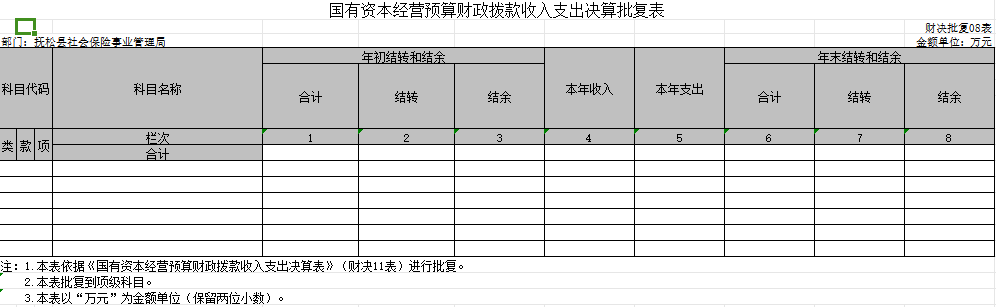 国有资本经营预算财政拨款收入支出决算批复表
财决批复08表
部门：抚松县社会保险事业管理局 金额单位：万元
科目代码 科目名称 年初结转和结余 本年收入 本年支出 年末结转和结余
合计 结转 结余 合计 结转 结余
类 款 项 栏次 1 2 3 4 5 6 7 8
合计
注：1.本表依据《国有资本经营预算财政拨款收入支出决算表》（财决11表）进行批复。
2.本表批复到项级科目。
3.本表以“万元”为金额单位（保留两位小数）。